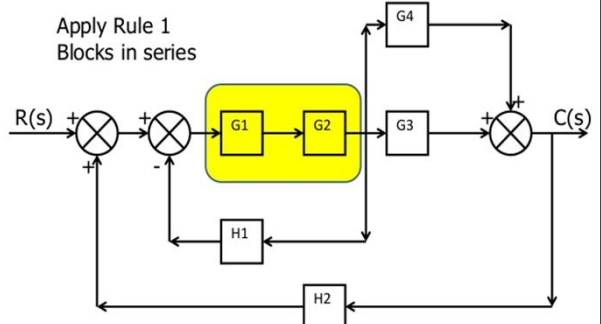 Apply Rule 1
Blocks in series
G4
R(s) + + G1 G2 G3 + + C(s)
+ -
H1
H2